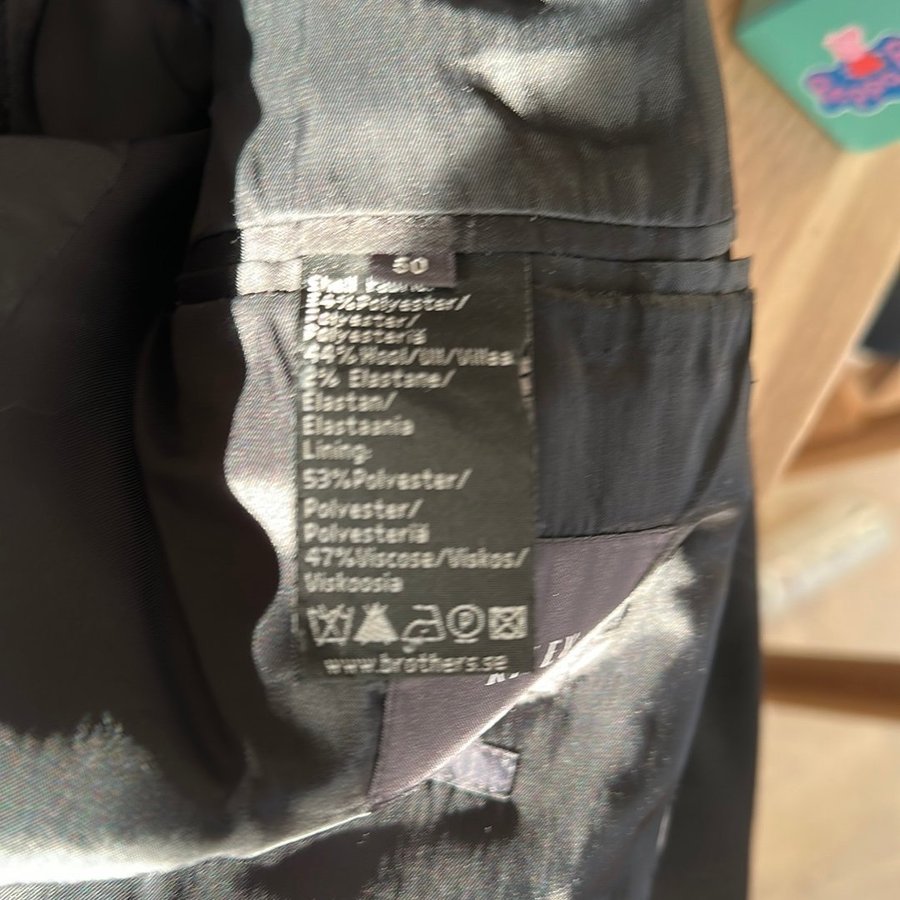 50
Shell Fabric:
54%Polyester/
Polyester/
Polyesteriä
44%Wool/Ull/Villaa
2% Elastane/
Elastan/
Elastaania
Lining:
53%Polyester/
Polyester/
Polyesteriä
47%Viscose/Viskos/
Viskoosia
www.brothers.se